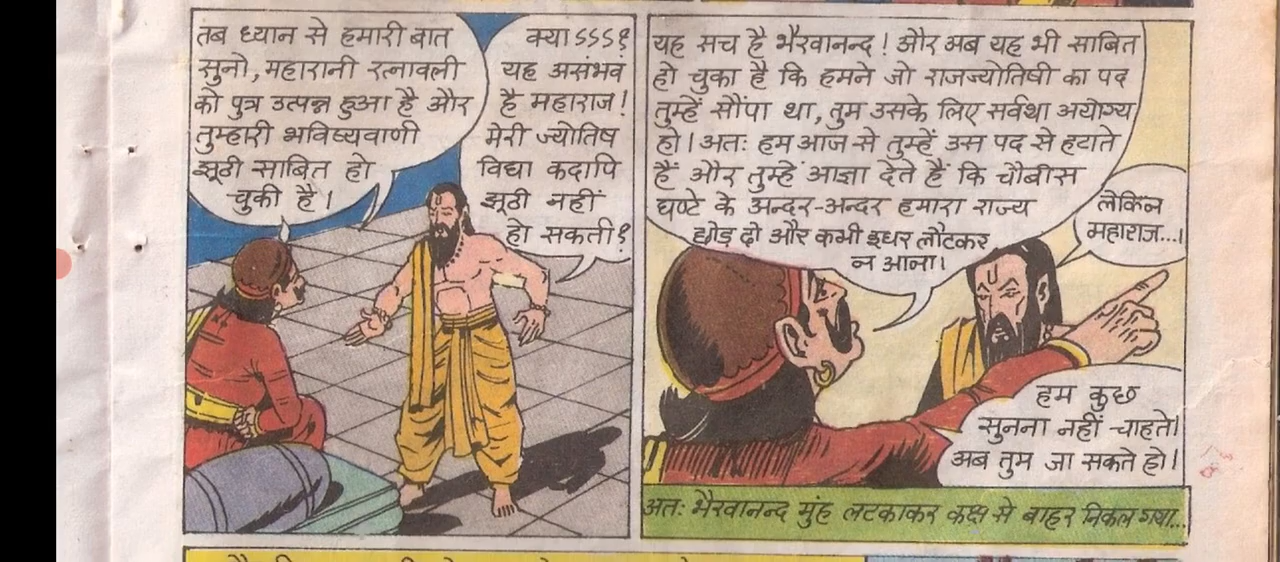 तब ध्यान से हमारी बात
सुनो, महारानी रत्नावली
को पुत्र उत्पन्न हुआ है और
तुम्हारी भविष्यवाणी
झूठी साबित हो
चुकी है।
क्या ऽऽऽ?
यह असंभव
है महाराज!
मेरी ज्योतिष
विद्या कदापि
झूठी नहीं
हो सकती?
यह सच है भैरवानन्द! और अब यह भी साबित
हो चुका है कि हमने जो राजज्योतिषी का पद
तुम्हें सौंपा था, तुम उसके लिए सर्वथा अयोग्य
हो। अतः हम आज से तुम्हें उस पद से हटाते
हैं और तुम्हें आज्ञा देते हैं कि चौबीस
घण्टे के अन्दर-अन्दर हमारा राज्य
छोड़ दो और कभी इधर लौटकर
न आना।
लेकिन
महाराज...।
हम कुछ
सुनना नहीं चाहते।
अब तुम जा सकते हो।
अतः भैरवानन्द मुंह लटकाकर कक्ष से बाहर निकल गया...